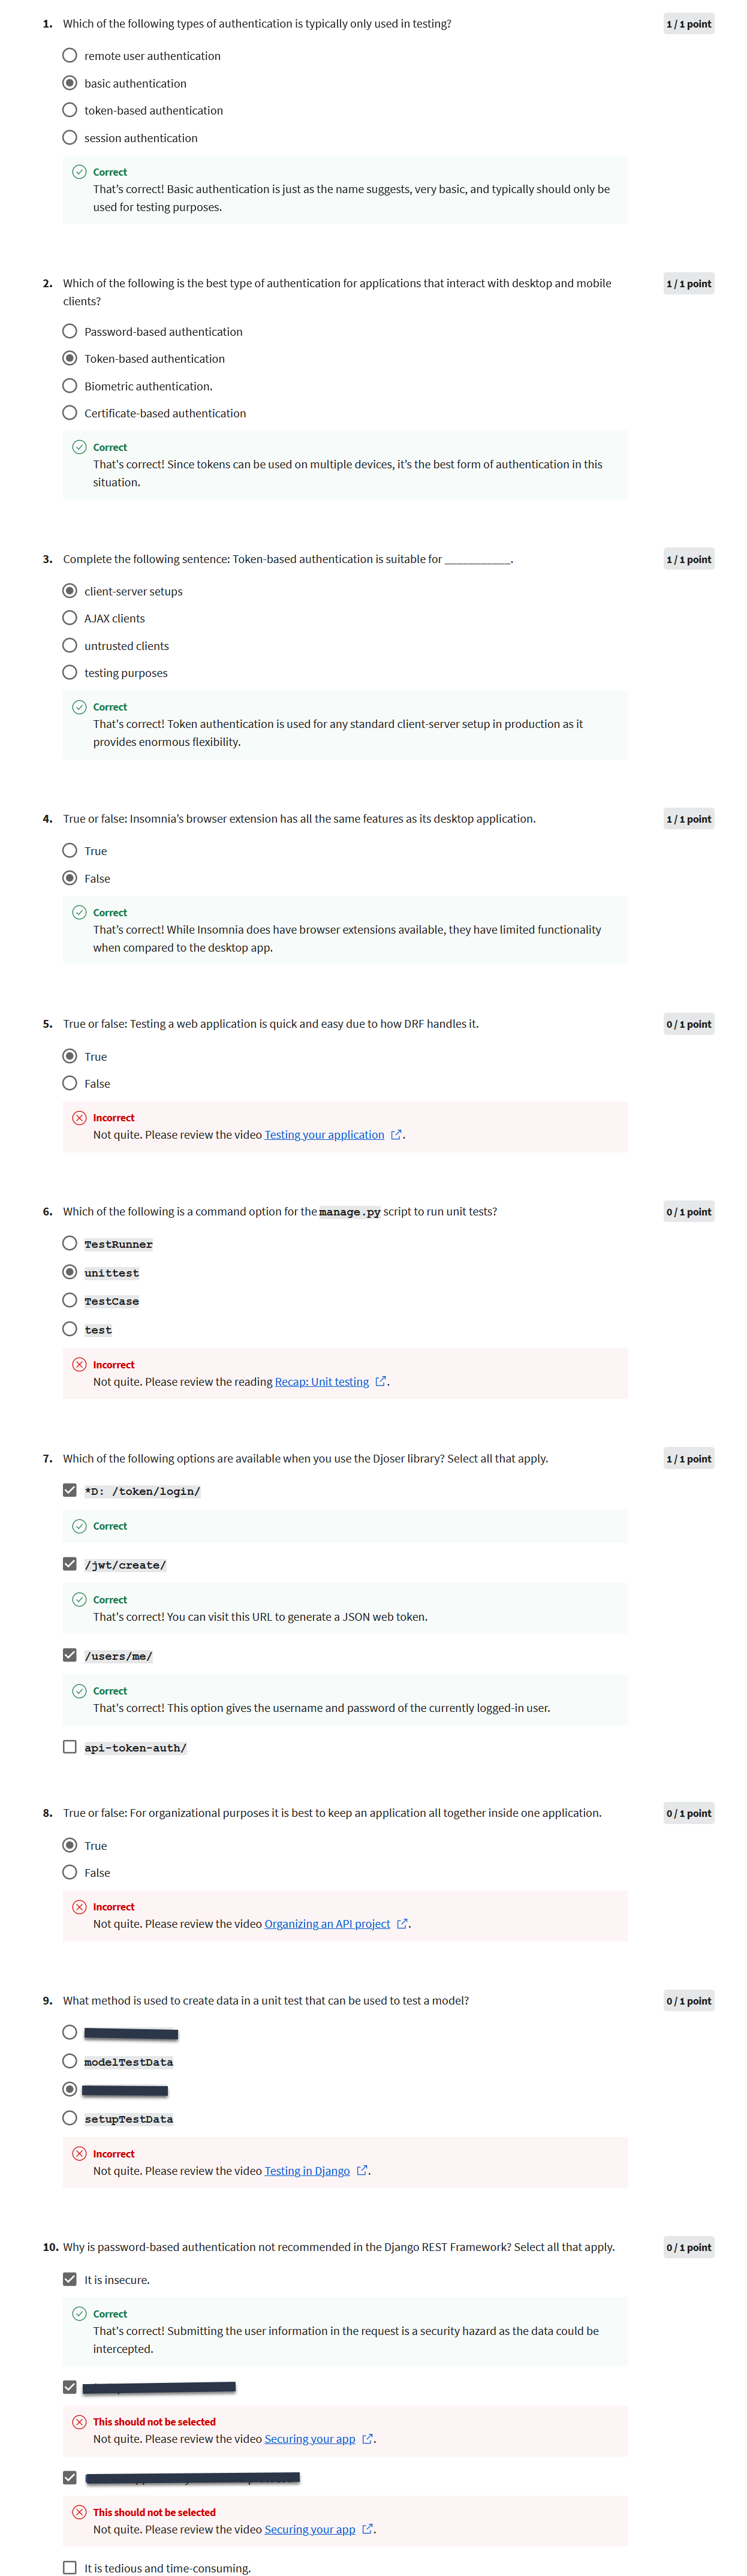 1. Which of the following types of authentication is typically only used in testing? 1 / 1 point
remote user authentication
basic authentication
token-based authentication
session authentication
Correct
That’s correct! Basic authentication is just as the name suggests, very basic, and typically should only be
used for testing purposes.
2. Which of the following is the best type of authentication for applications that interact with desktop and mobile 1 / 1 point
clients?
Password-based authentication
Token-based authentication
Biometric authentication.
Certificate-based authentication
Correct
That's correct! Since tokens can be used on multiple devices, it’s the best form of authentication in this
situation.
3. Complete the following sentence: Token-based authentication is suitable for ___________. 1 / 1 point
client-server setups
AJAX clients
untrusted clients
testing purposes
Correct
That's correct! Token authentication is used for any standard client-server setup in production as it
provides enormous flexibility.
4. True or false: Insomnia’s browser extension has all the same features as its desktop application. 1 / 1 point
True
False
Correct
That’s correct! While Insomnia does have browser extensions available, they have limited functionality
when compared to the desktop app.
5. True or false: Testing a web application is quick and easy due to how DRF handles it. 0 / 1 point
True
False
Incorrect
Not quite. Please review the video Testing your application.
6. Which of the following is a command option for the manage.py script to run unit tests? 0 / 1 point
TestRunner
unittest
TestCase
test
Incorrect
Not quite. Please review the reading Recap: Unit testing.
7. Which of the following options are available when you use the Djoser library? Select all that apply. 1 / 1 point
*D: /token/login/
Correct
/jwt/create/
Correct
That's correct! You can visit this URL to generate a JSON web token.
/users/me/
Correct
That's correct! This option gives the username and password of the currently logged-in user.
api-token-auth/
8. True or false: For organizational purposes it is best to keep an application all together inside one application. 0 / 1 point
True
False
Incorrect
Not quite. Please review the video Organizing an API project.
9. What method is used to create data in a unit test that can be used to test a model? 0 / 1 point
modelTestData
setupTestData
Incorrect
Not quite. Please review the video Testing in Django.
10. Why is password-based authentication not recommended in the Django REST Framework? Select all that apply. 0 / 1 point
It is insecure.
Correct
That's correct! Submitting the user information in the request is a security hazard as the data could be
intercepted.
This should not be selected
Not quite. Please review the video Securing your app.
This should not be selected
Not quite. Please review the video Securing your app.
It is tedious and time-consuming.